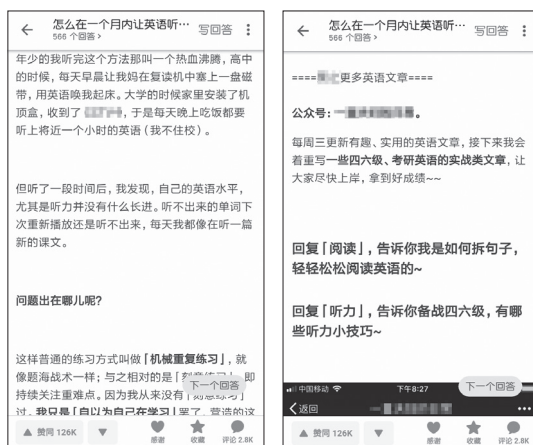 怎么在一个月内让英语听…
566 个回答 >
写回答
年少的我听完这个方法那叫一个热血沸腾，高中
的时候，每天早晨让我妈在复读机中塞上一盘磁
带，用英语唤我起床。大学的时候家里安装了机
顶盒，收到了，于是每天晚上吃饭都要
听上将近一个小时的英语（我不住校）。
但听了一段时间后，我发现，自己的英语水平，
尤其是听力并没有什么长进。听不出来的单词下
次重新播放还是听不出来，每天我都像在听一篇
新的课文。
问题出在哪儿呢？
这样普通的练习方式叫做「机械重复练习」，就
像题海战术一样；与之相对的是「刻意练习」，即
持续关注重难点。因为我从来没有「刻意练习」
过，我只是「自以为自己在学习」罢了，营造的这
下一个回答
赞同 126K
感谢
收藏
评论 2.8K
怎么在一个月内让英语听…
566 个回答 >
写回答
====更多英语文章====
公众号：。
每周三更新有趣、实用的英语文章，接下来我会
着重写一些四六级、考研英语的实战类文章，让
大家尽快上岸，拿到好成绩~~
回复「阅读」，告诉你我是如何拆句子，
轻轻松松阅读英语的~
回复「听力」，告诉你备战四六级，有哪
些听力小技巧~
中国移动
下午8:27
下一个回答
返回
赞同 126K
感谢
收藏
评论 2.8K